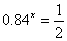 0.84^x = 1/2